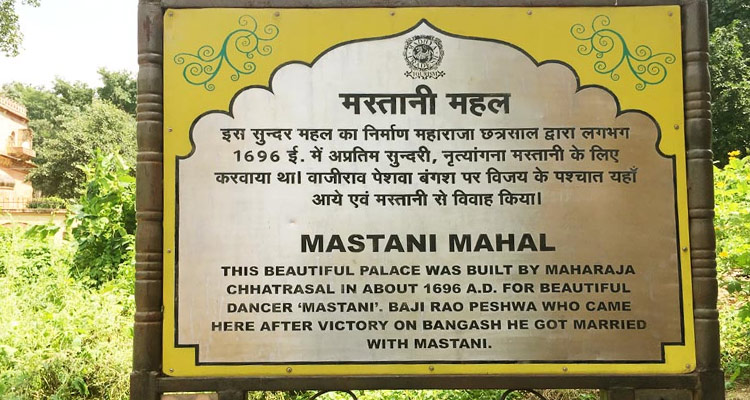 मस्तानी महल
इस सुन्दर महल का निर्माण महाराजा छत्रसाल द्वारा लगभग
1696 ई. में अप्रतिम सुन्दरी, नृत्यांगना मस्तानी के लिए
करवाया था। वाजीराव पेशवा बंगश पर विजय के पश्चात यहाँ
आये एवं मस्तानी से विवाह किया।
MASTANI MAHAL
THIS BEAUTIFUL PALACE WAS BUILT BY MAHARAJA
CHHATRASAL IN ABOUT 1696 A.D. FOR BEAUTIFUL
DANCER ‘MASTANI’. BAJI RAO PESHWA WHO CAME
HERE AFTER VICTORY ON BANGASH HE GOT MARRIED
WITH MASTANI.